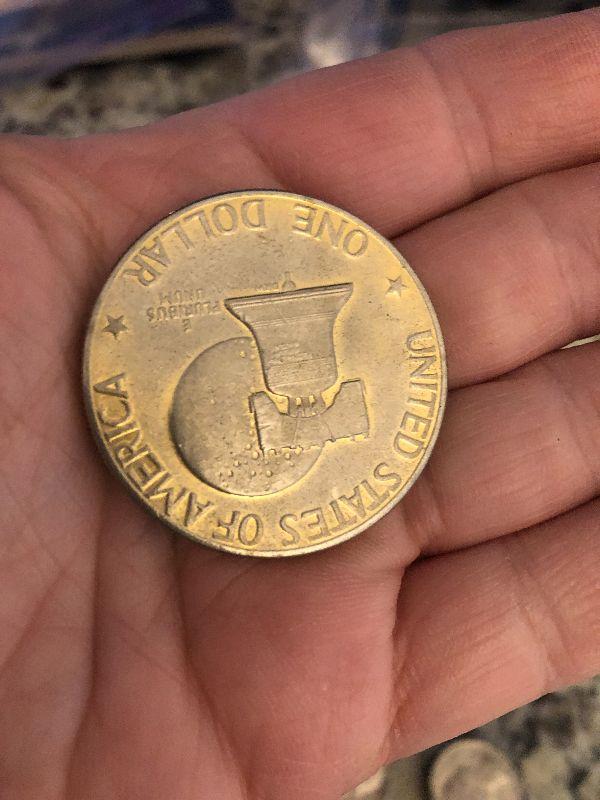 UNITED STATES OF AMERICA
E
PLURIBUS
UNUM
ONE DOLLAR